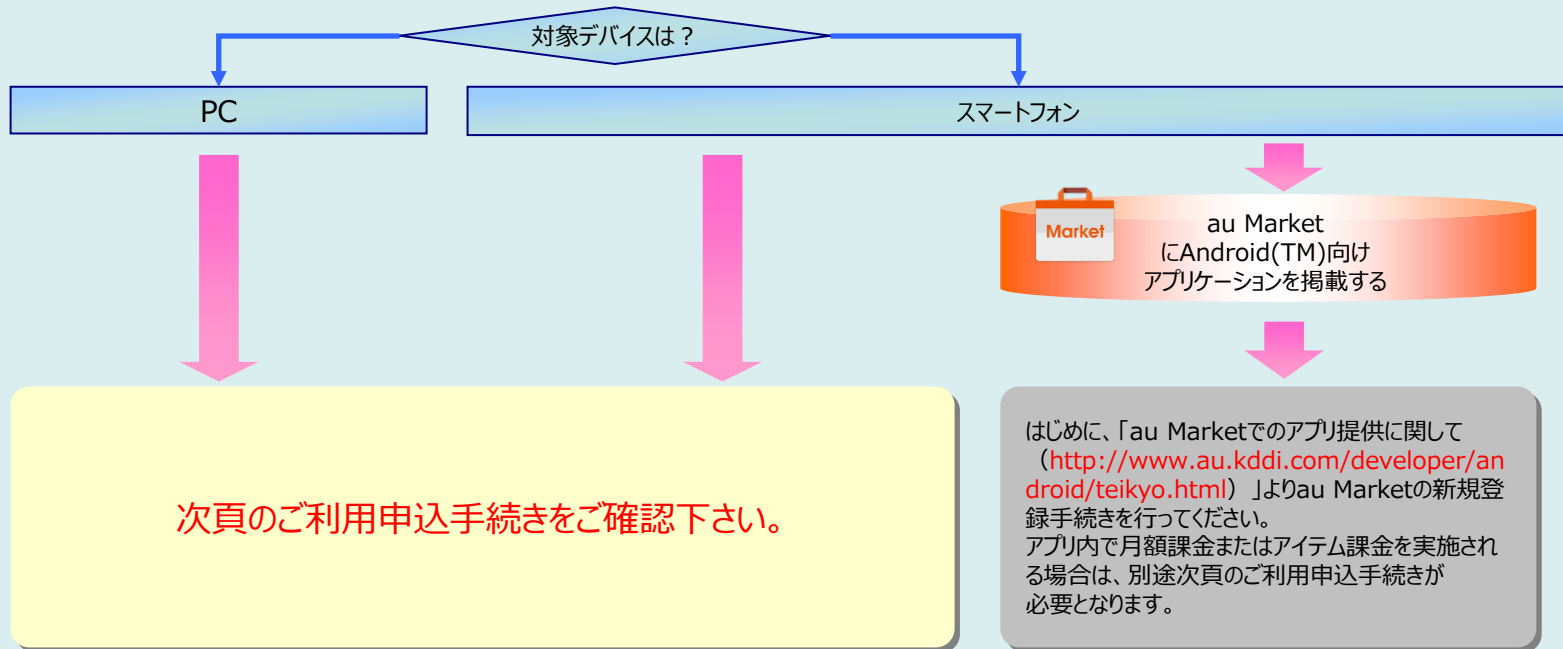 対象デバイスは？
PC
スマートフォン
Market
au Market
にAndroid(TM)向け
アプリケーションを掲載する
次頁のご利用申込手続きをご確認下さい。
はじめに、「au Marketでのアプリ提供に関して
（http://www.au.kddi.com/developer/an
droid/teikyo.html）」よりau Marketの新規登
録手続きを行ってください。
アプリ内で月額課金またはアイテム課金を実施され
る場合は、別途次頁のご利用申込手続きが
必要となります。